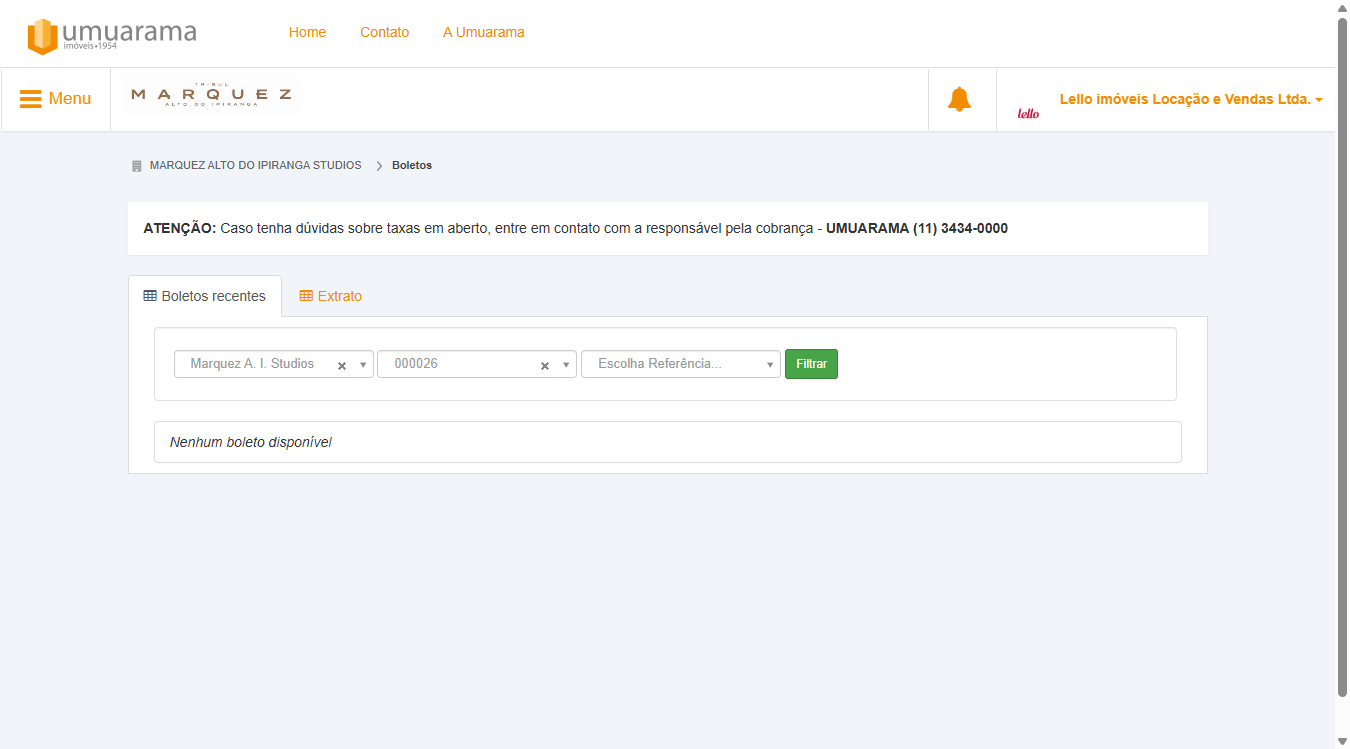 umuarama
imóveis•1954
Home
Contato
A Umuarama
Menu
MARQUEZ
ALTO DO IPIRANGA
lello
Lello imóveis Locação e Vendas Ltda.
MARQUEZ ALTO DO IPIRANGA STUDIOS
Boletos
ATENÇÃO: Caso tenha dúvidas sobre taxas em aberto, entre em contato com a responsável pela cobrança - UMUARAMA (11) 3434-0000
Boletos recentes
Extrato
Marquez A. I. Studios
000026
Escolha Referência...
Filtrar
Nenhum boleto disponível